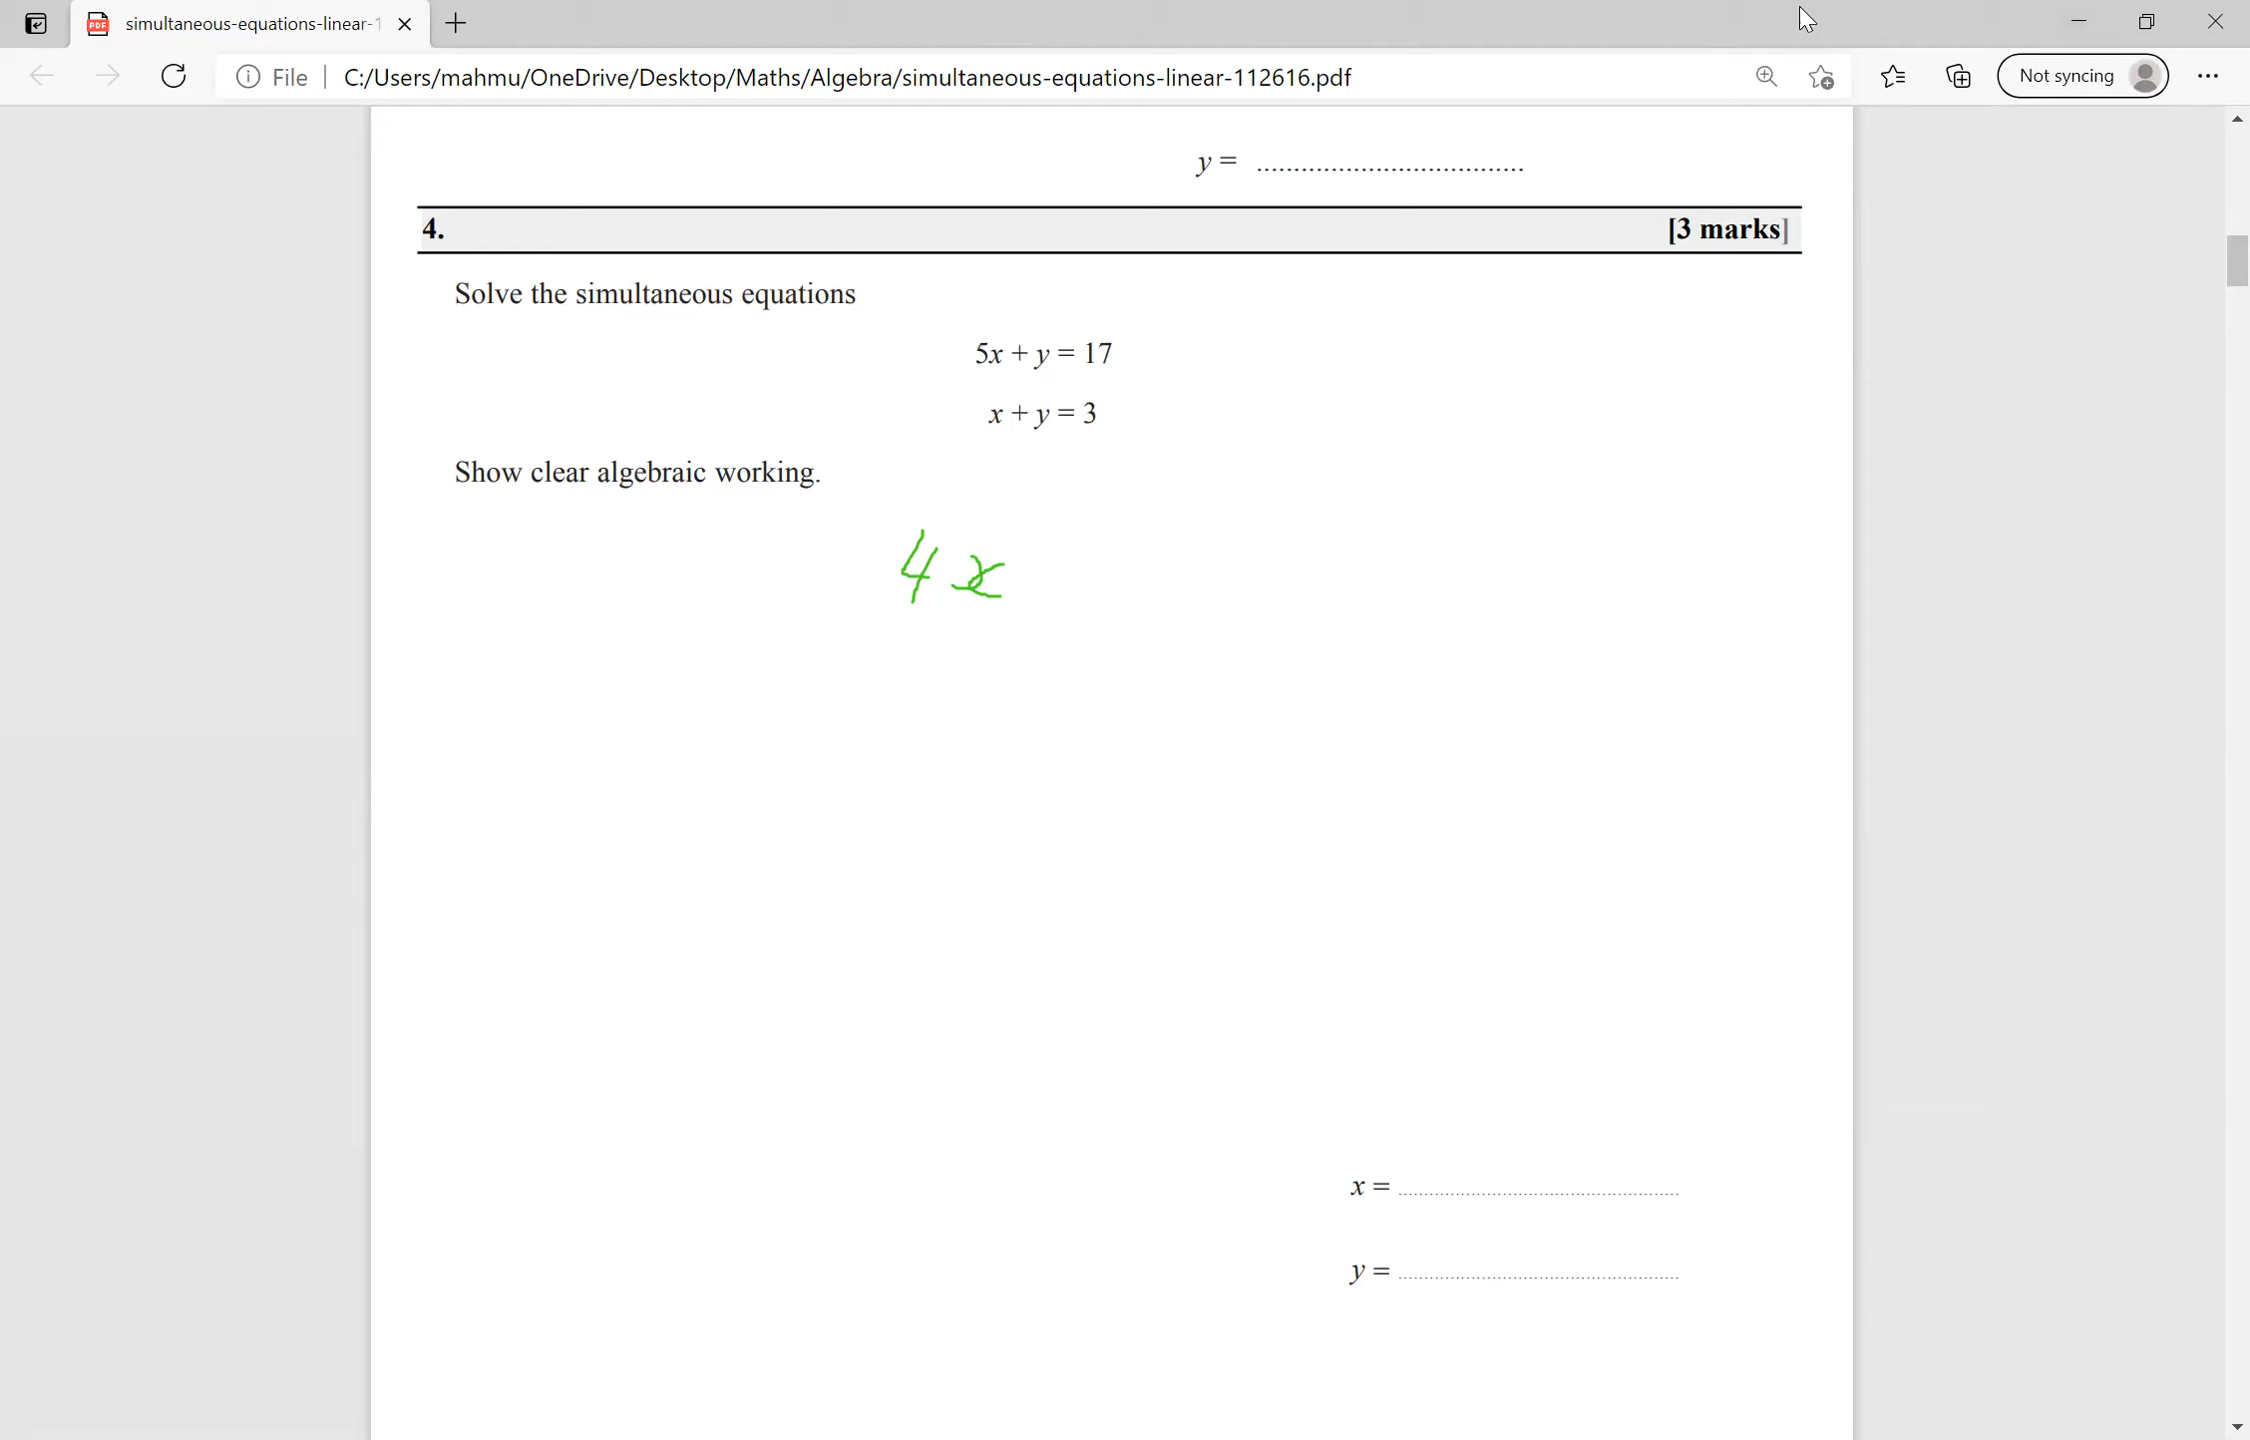 simultaneous-equations-linear-1
File
C:/Users/mahmu/OneDrive/Desktop/Maths/Algebra/simultaneous-equations-linear-112616.pdf
Not syncing
y = ....................................
4. [3 marks]
Solve the simultaneous equations
5x + y = 17
x + y = 3
Show clear algebraic working.
4x
x = ........................................................
y = ........................................................